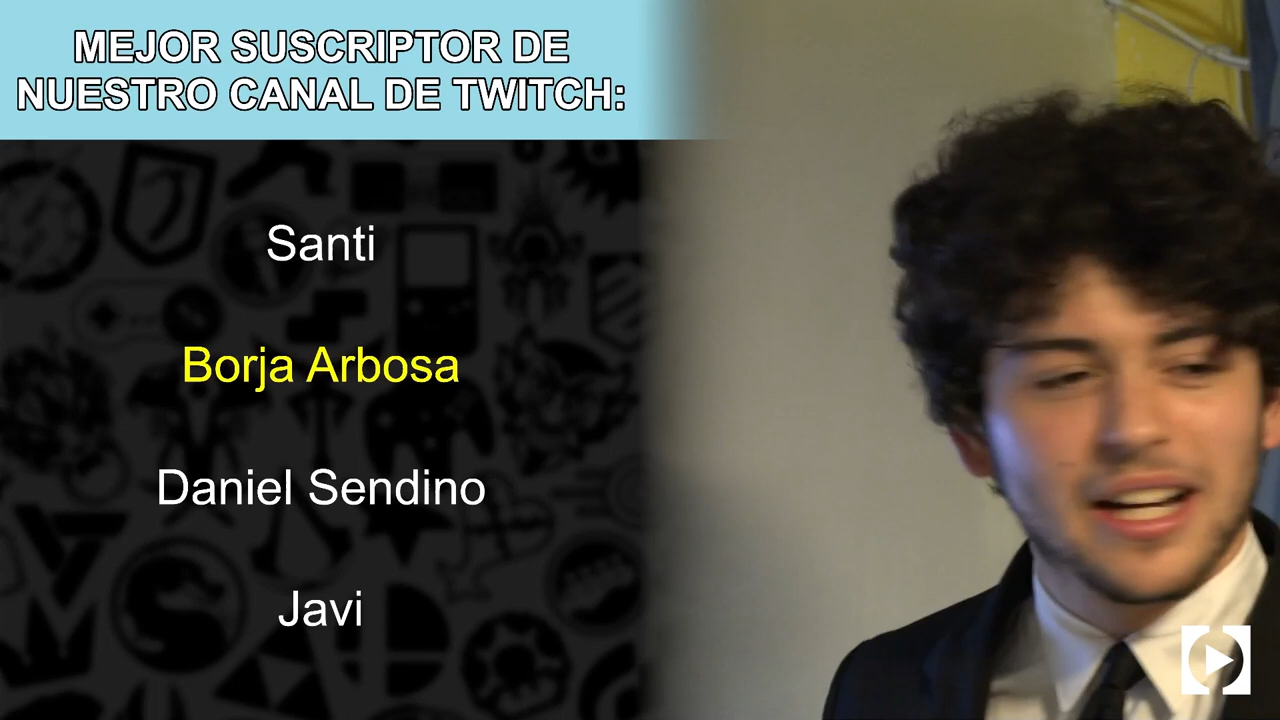 MEJOR SUSCRIPTOR DE
NUESTRO CANAL DE TWITCH:
Santi
Borja Arbosa
Daniel Sendino
Javi